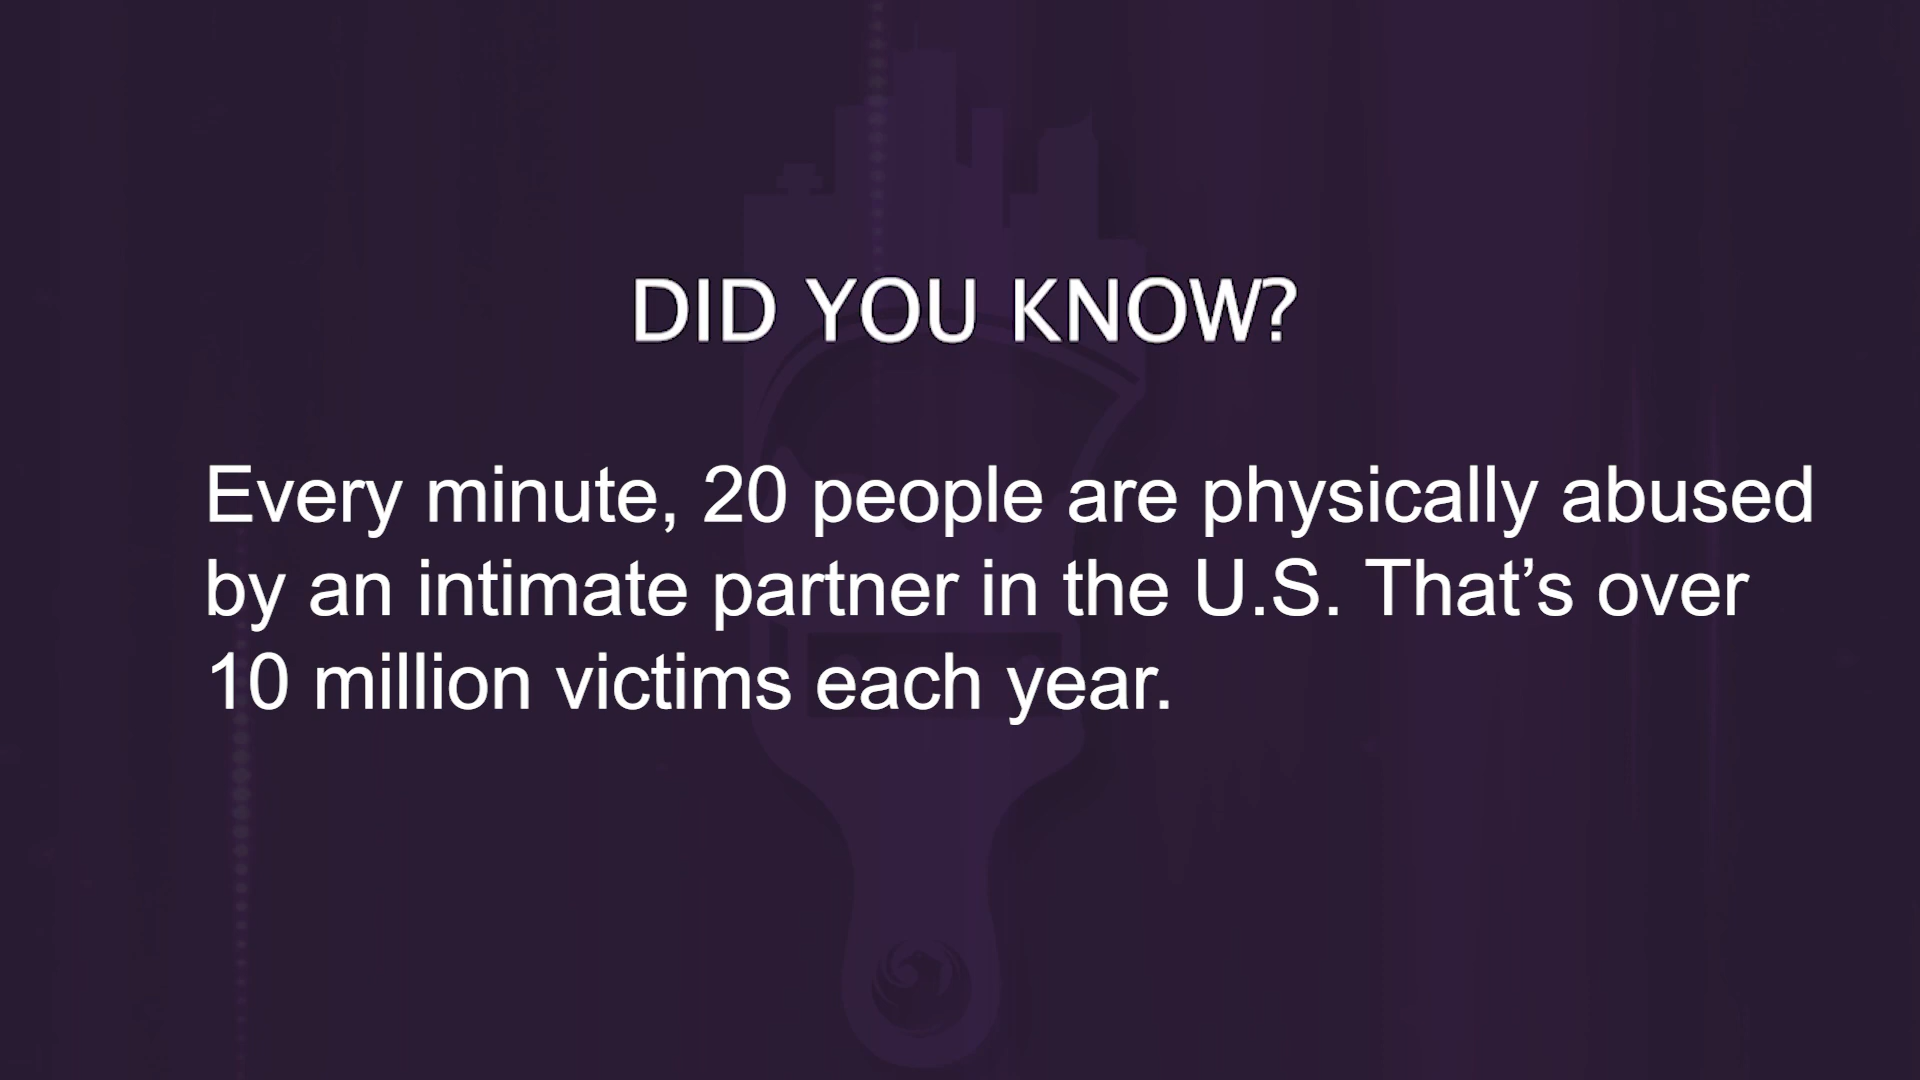 DID YOU KNOW?
Every minute, 20 people are physically abused
by an intimate partner in the U.S. That’s over
10 million victims each year.